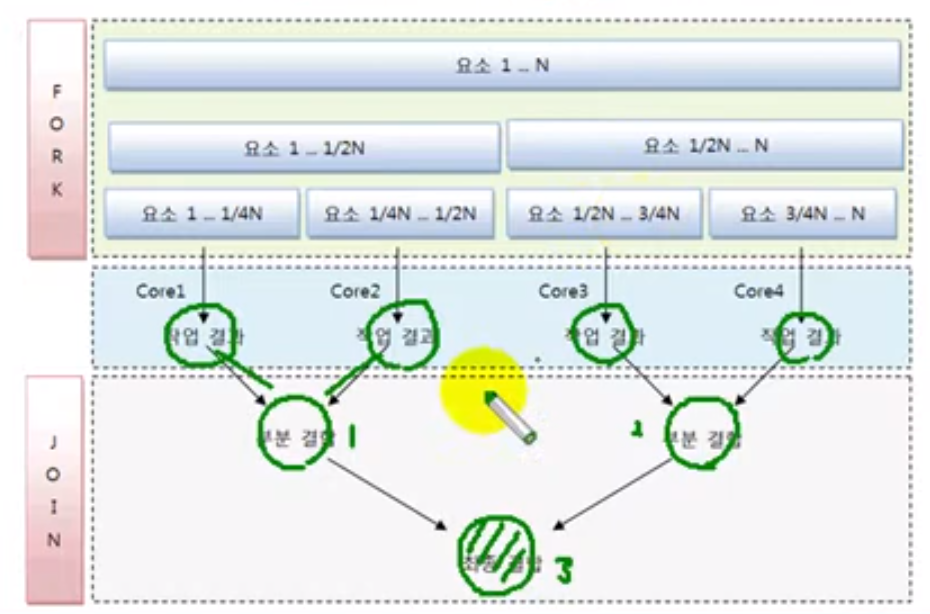 FORK
요소 1 … N
요소 1 … 1/2N
요소 1/2N … N
요소 1 … 1/4N
요소 1/4N … 1/2N
요소 1/2N … 3/4N
요소 3/4N … N
Core1
Core2
Core3
Core4
작업 결과
작업 결과
작업 결과
작업 결과
JOIN
부분 결합
1
1
부분 결합
최종 결합
3